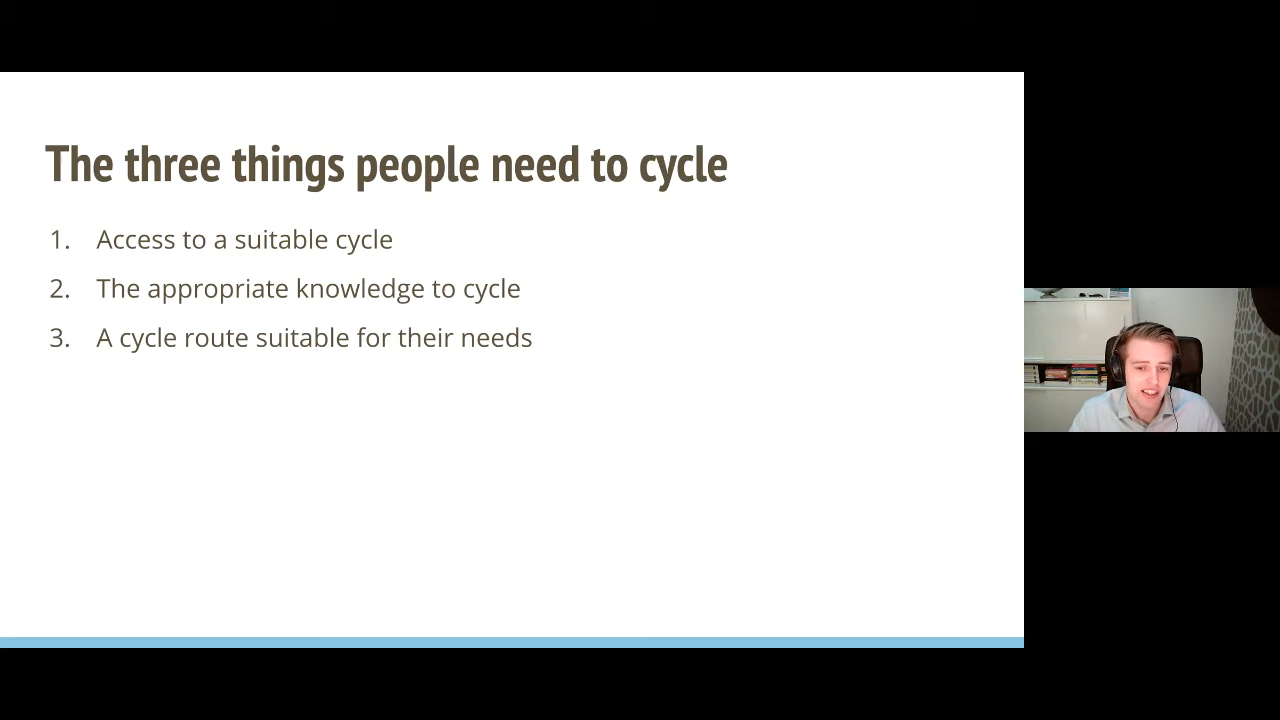 The three things people need to cycle
1. Access to a suitable cycle
2. The appropriate knowledge to cycle
3. A cycle route suitable for their needs